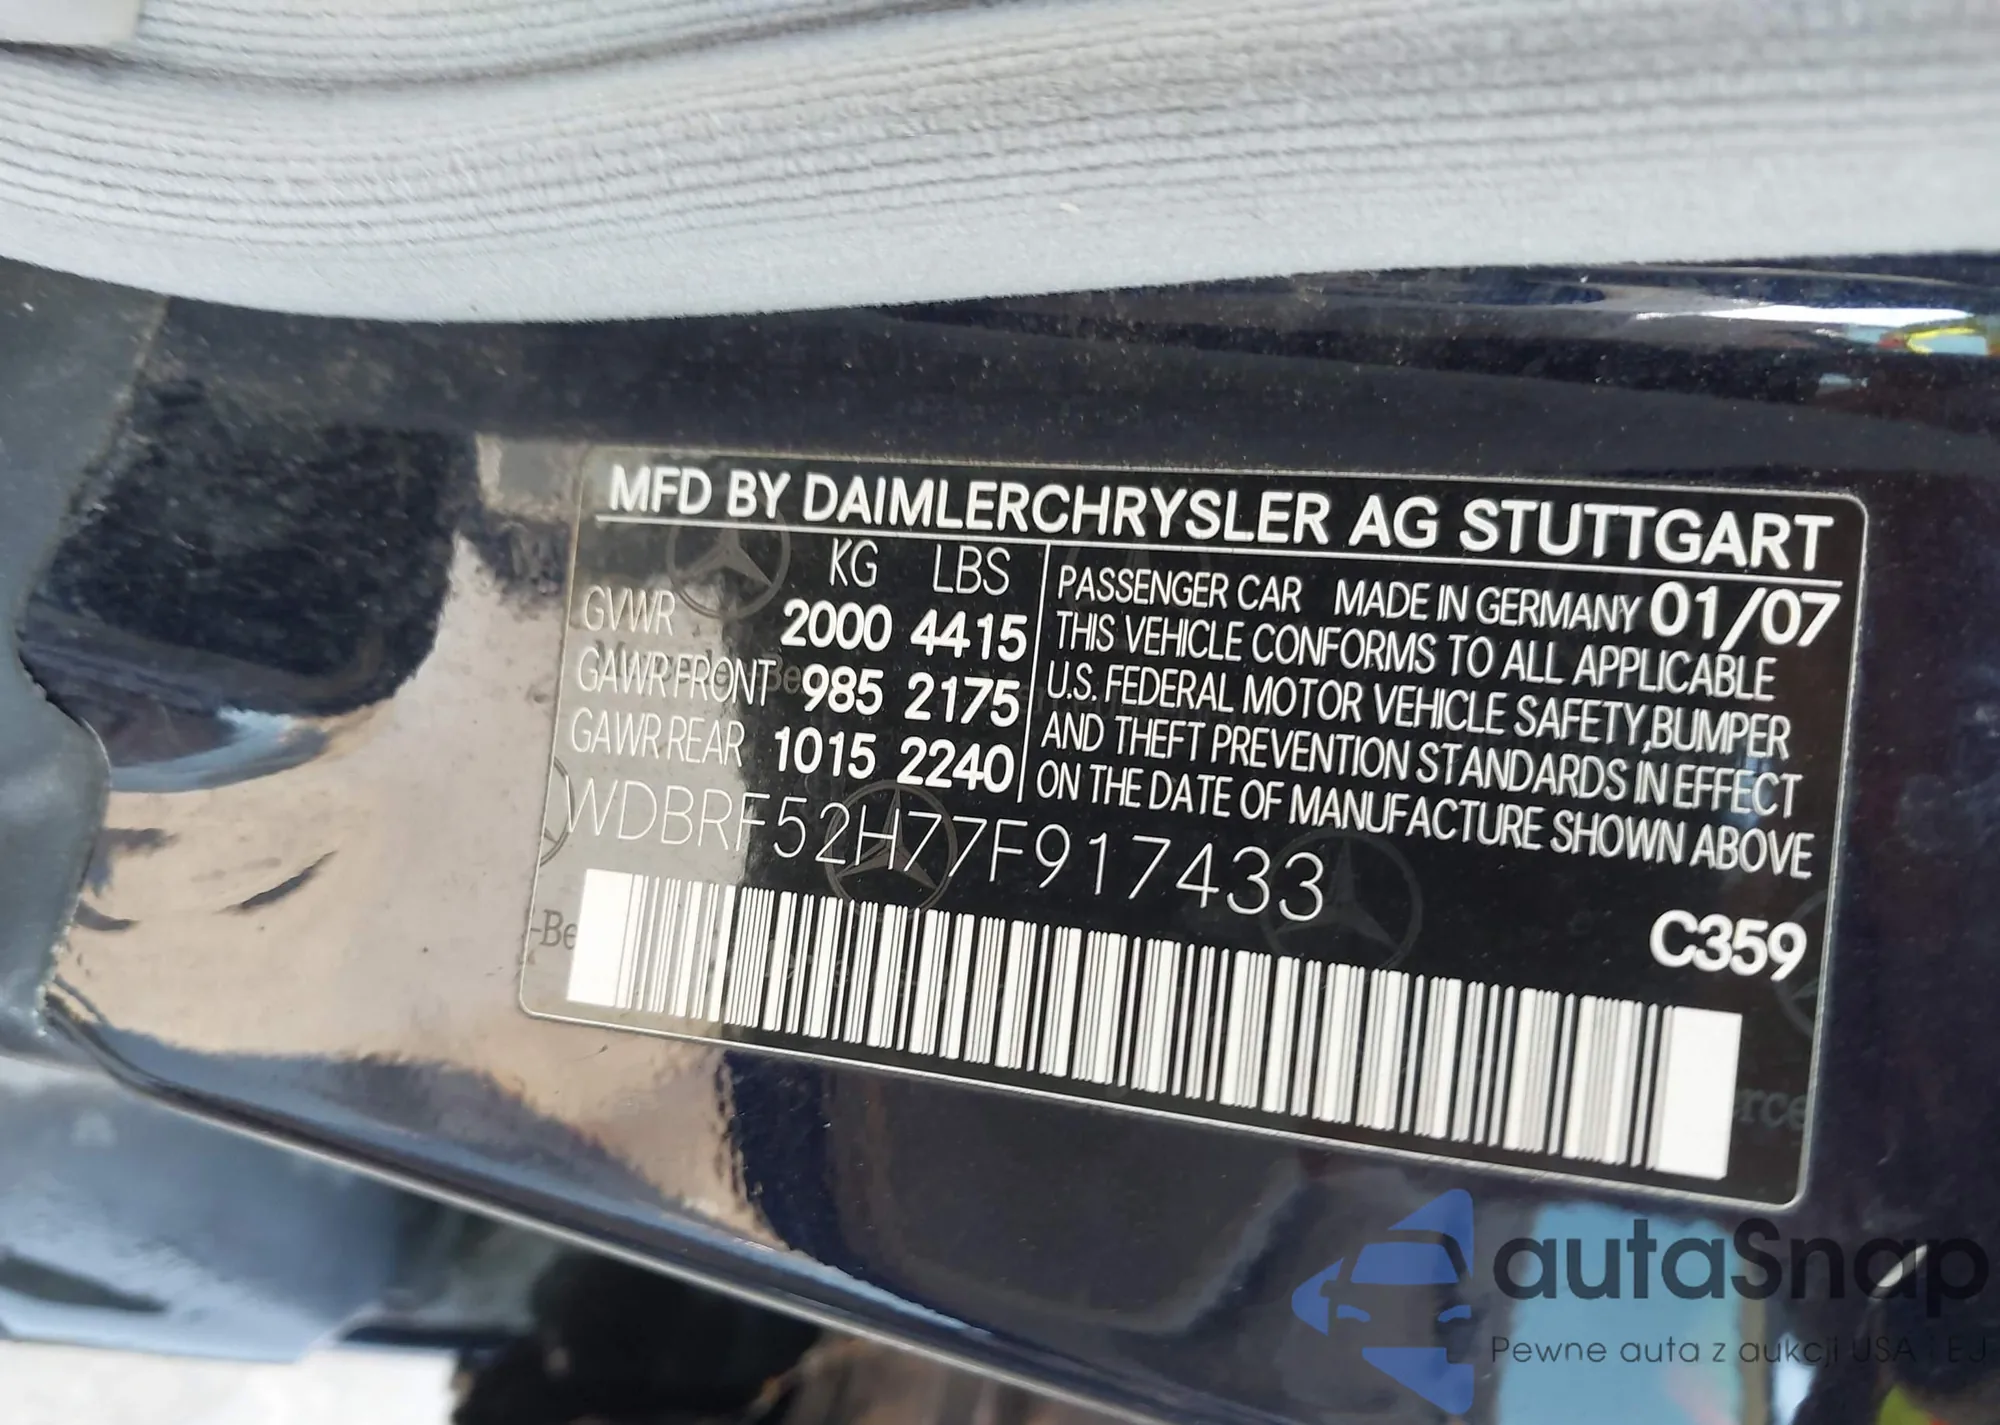 MFD BY DAIMLERCHRYSLER AG STUTTGART
KG LBS
GVWR 2000 4415
GAWR FRONT 985 2175
GAWR REAR 1015 2240
PASSENGER CAR MADE IN GERMANY 01/07
THIS VEHICLE CONFORMS TO ALL APPLICABLE
U.S. FEDERAL MOTOR VEHICLE SAFETY,BUMPER
AND THEFT PREVENTION STANDARDS IN EFFECT
ON THE DATE OF MANUFACTURE SHOWN ABOVE
WDBRF52H77F917433
C359
autaSnap
Pewne auta z aukcji USA i EU